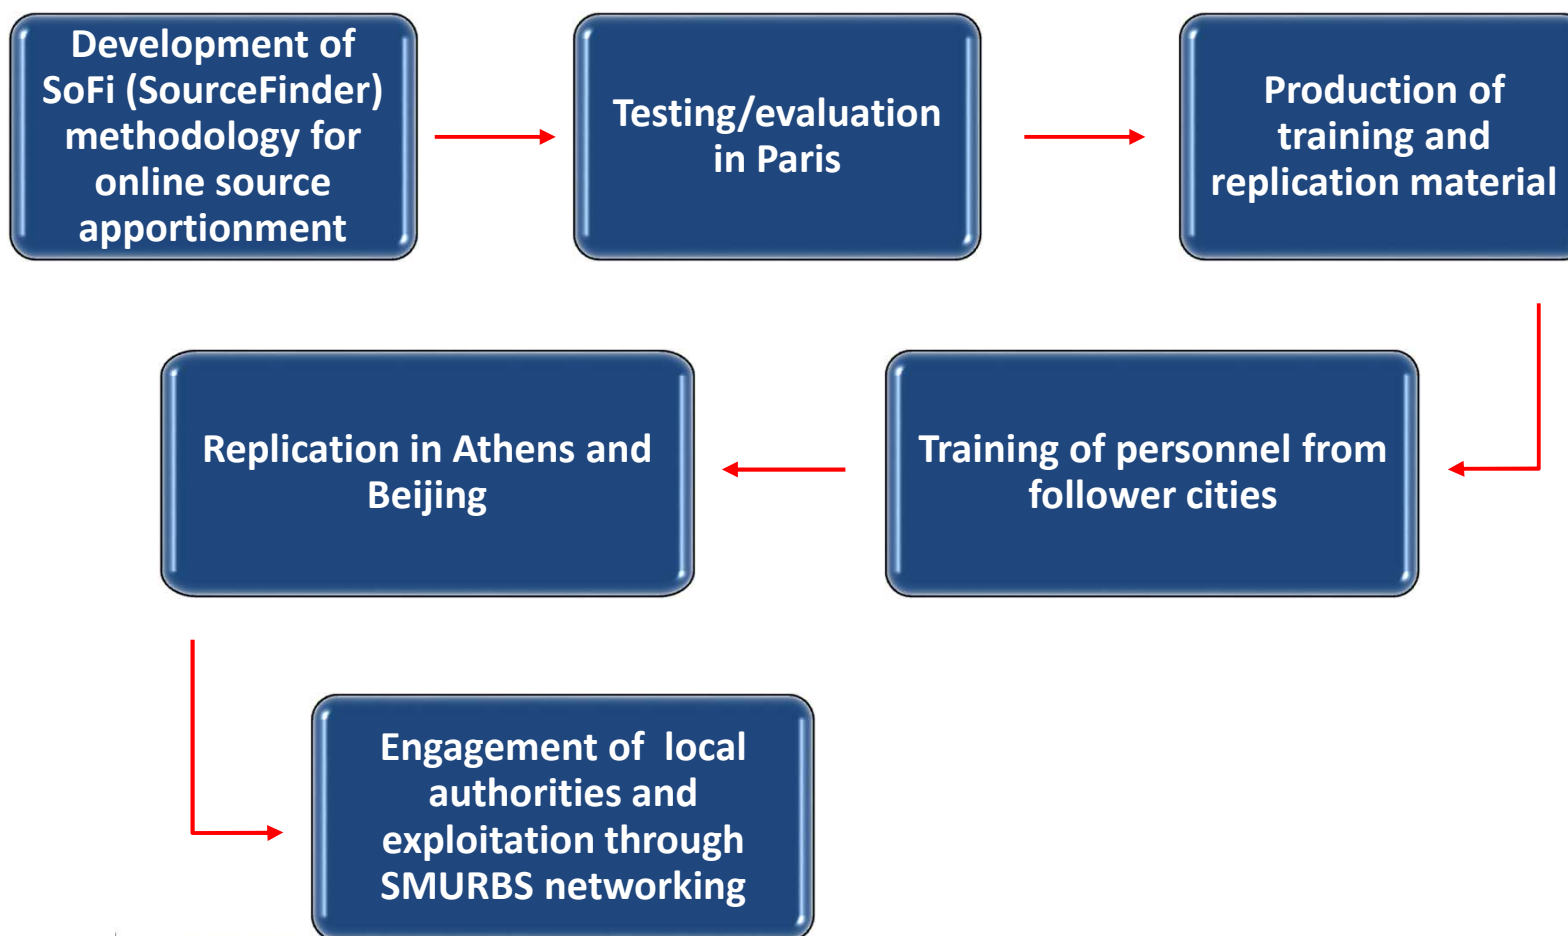 Development of
SoFi (SourceFinder)
methodology for
online source
apportionment
Testing/evaluation
in Paris
Production of
training and
replication material
Training of personnel from
follower cities
Replication in Athens and
Beijing
Engagement of  local
authorities and
exploitation through
SMURBS networking